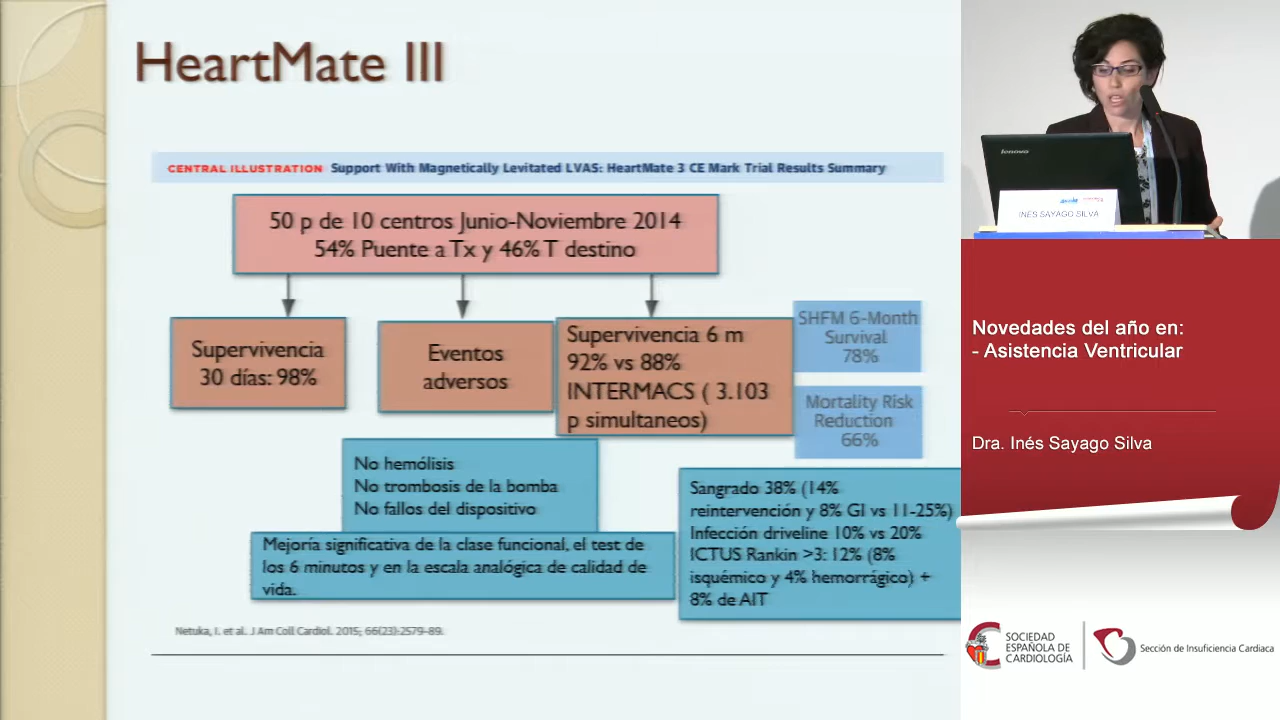 HeartMate III
CENTRAL ILLUSTRATION Support With Magnetically Levitated LVAS: HeartMate 3 CE Mark Trial Results Summary
50 p de 10 centros Junio-Noviembre 2014
54% Puente a Tx y 46% T destino
Supervivencia
30 días: 98%
Eventos
adversos
Supervivencia 6 m
92% vs 88%
INTERMACS ( 3.103
p simultaneos)
SHFM 6-Month
Survival
78%
Mortality Risk
Reduction
66%
No hemólisis
No trombosis de la bomba
No fallos del dispositivo
Mejoría significativa de la clase funcional, el test de
los 6 minutos y en la escala analógica de calidad de
vida.
Sangrado 38% (14%
reintervención y 8% GI vs 11-25%)
Infección driveline 10% vs 20%
ICTUS Rankin >3: 12% (8%
isquémico y 4% hemorrágico) +
8% de AIT
Netuka, I. et al. J Am Coll Cardiol. 2015; 66(23):2579-89.
lenovo
INÉS SAYAGO SILVA
Novedades del año en:
- Asistencia Ventricular
Dra. Inés Sayago Silva
SOCIEDAD
ESPAÑOLA DE
CARDIOLOGÍA
Sección de Insuficiencia Cardiaca